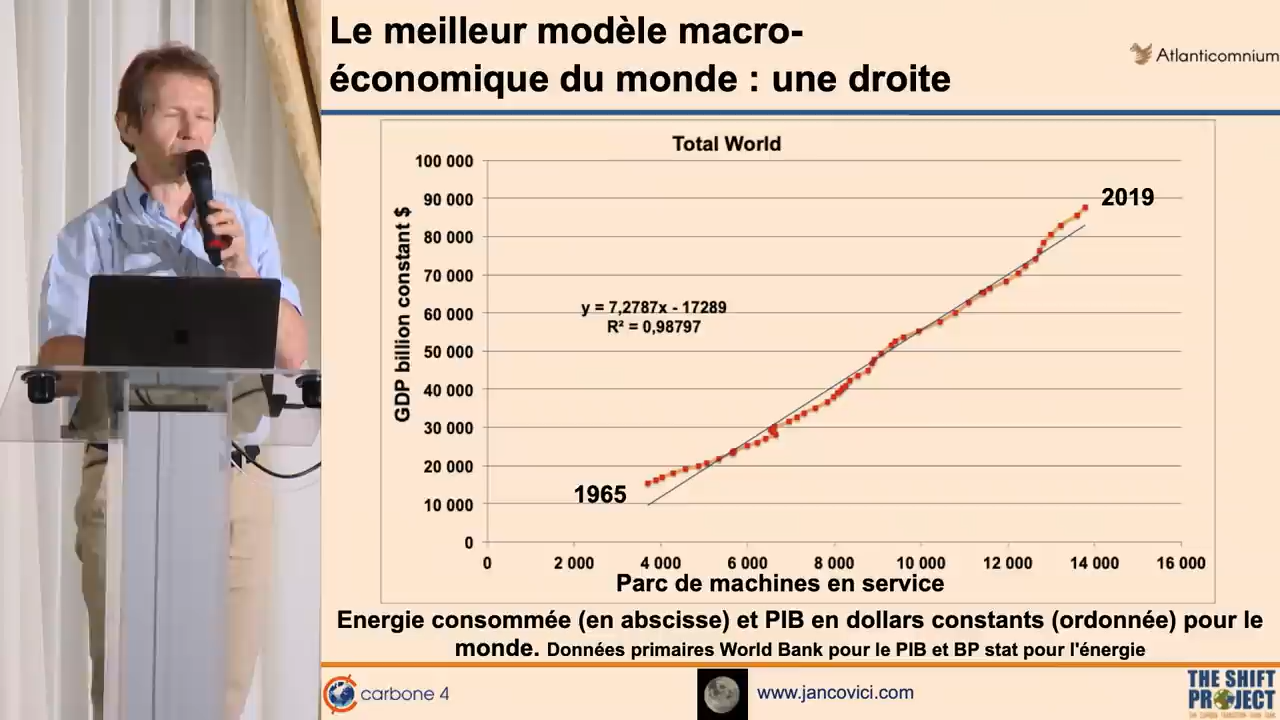 Le meilleur modèle macro-
économique du monde : une droite
Atlanticomnium
Total World
100 000
90 000
80 000
70 000
60 000
50 000
40 000
30 000
20 000
10 000
0
GDP billion constant $
2019
y = 7,2787x - 17289
R² = 0,98797
1965
0 2 000 4 000 6 000 8 000 10 000 12 000 14 000 16 000
Parc de machines en service
Energie consommée (en abscisse) et PIB en dollars constants (ordonnée) pour le
monde. Données primaires World Bank pour le PIB et BP stat pour l'énergie
carbone 4
www.jancovici.com
THE SHIFT
PROJECT